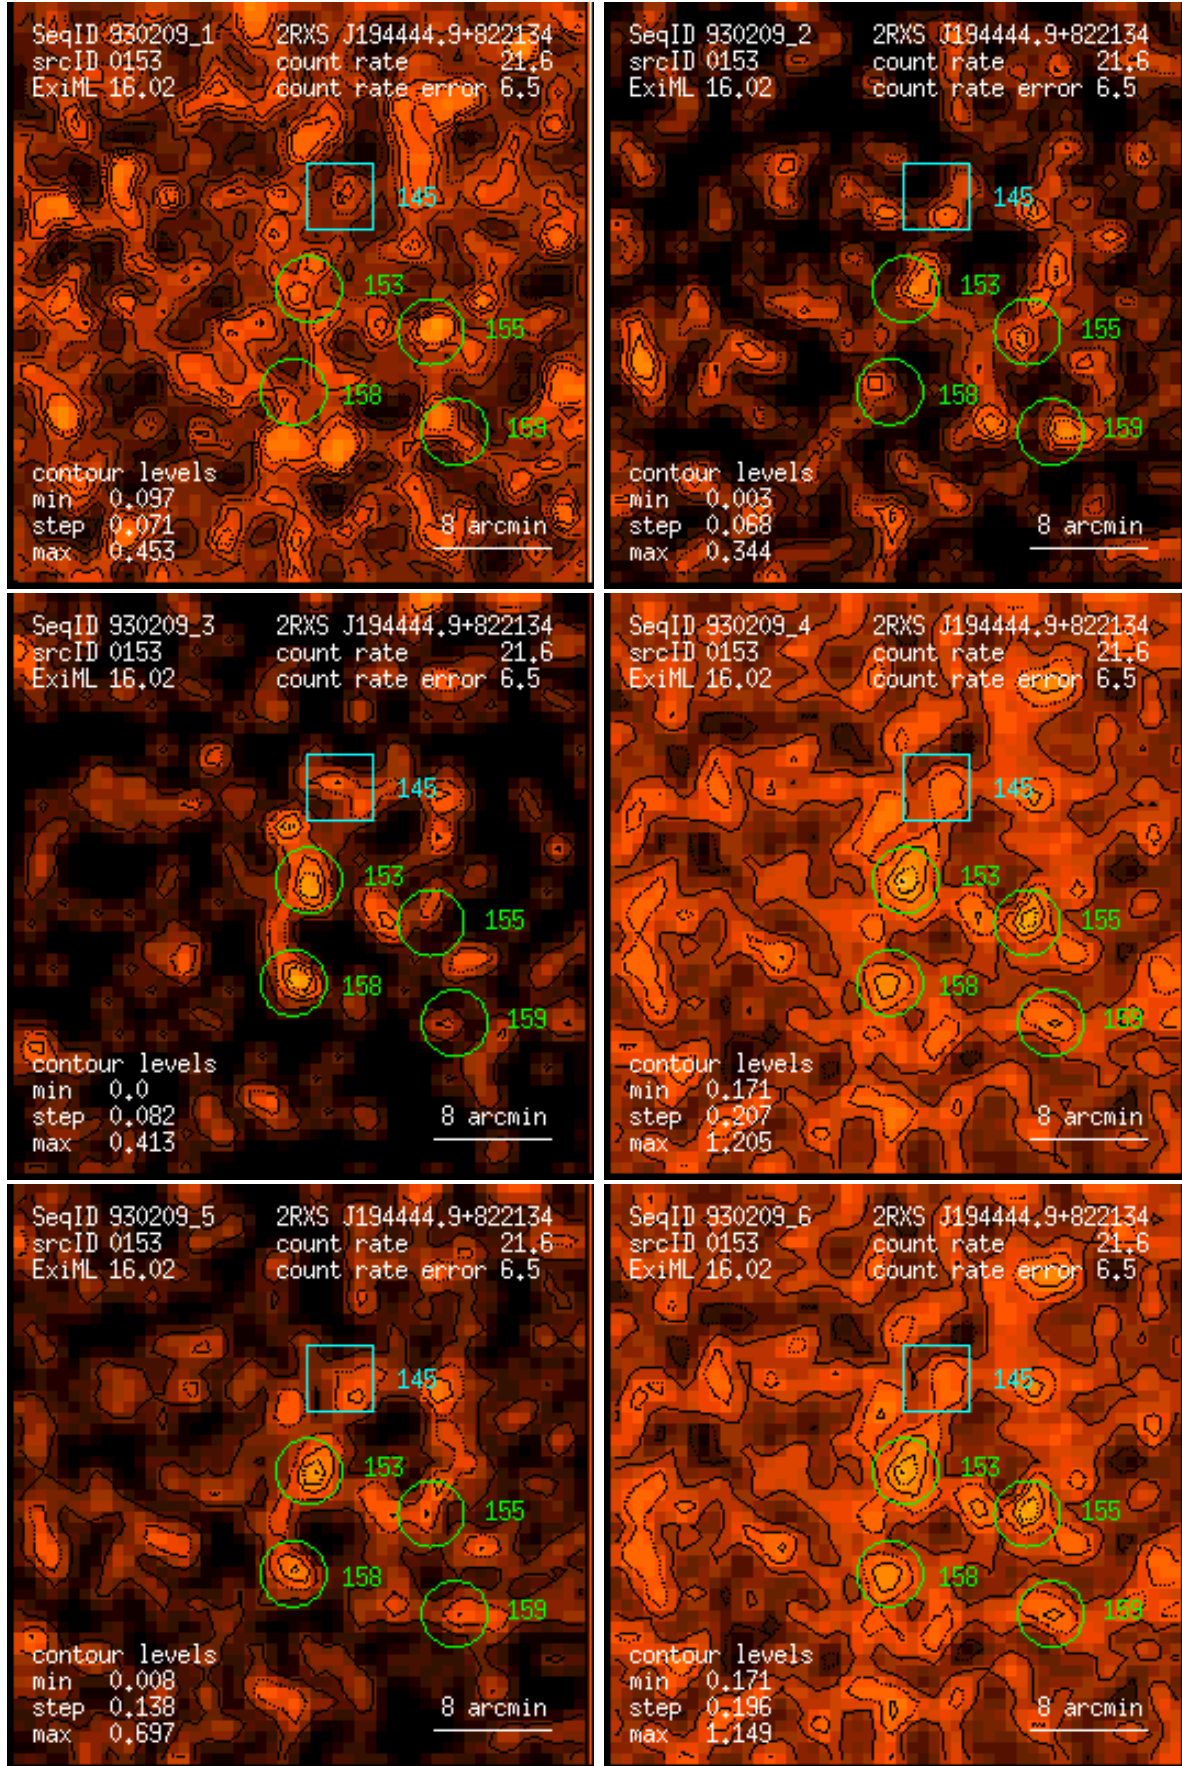 SeqID 930209_1 2RXS J194444.9+822134
srcID 0153 count rate 21.6
ExiML 16.02 count rate error 6.5
145
153
155
158
159
contour levels
min 0.097
step 0.071 8 arcmin
max 0.453
SeqID 930209_2 2RXS J194444.9+822134
srcID 0153 count rate 21.6
ExiML 16.02 count rate error 6.5
145
153
155
158
159
contour levels
min 0.003
step 0.068 8 arcmin
max 0.344
SeqID 930209_3 2RXS J194444.9+822134
srcID 0153 count rate 21.6
ExiML 16.02 count rate error 6.5
145
153
155
158
159
contour levels
min 0.0
step 0.082 8 arcmin
max 0.413
SeqID 930209_4 2RXS J194444.9+822134
srcID 0153 count rate 21.6
ExiML 16.02 count rate error 6.5
145
153
155
158
159
contour levels
min 0.171
step 0.207 8 arcmin
max 1.205
SeqID 930209_5 2RXS J194444.9+822134
srcID 0153 count rate 21.6
ExiML 16.02 count rate error 6.5
145
153
155
158
159
contour levels
min 0.008
step 0.138 8 arcmin
max 0.697
SeqID 930209_6 2RXS J194444.9+822134
srcID 0153 count rate 21.6
ExiML 16.02 count rate error 6.5
145
153
155
158
159
contour levels
min 0.171
step 0.196 8 arcmin
max 1.149